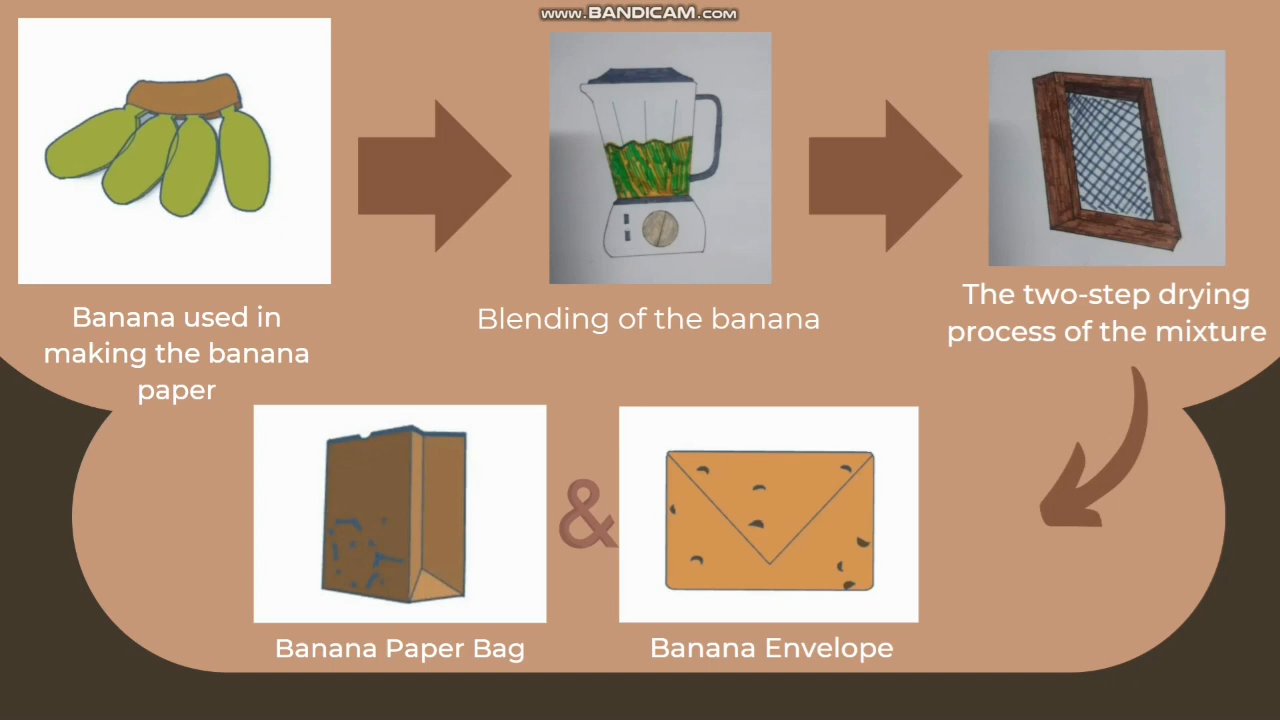 www.BANDICAM.com
Banana used in
making the banana
paper
Blending of the banana
The two-step drying
process of the mixture
&
Banana Paper Bag
Banana Envelope